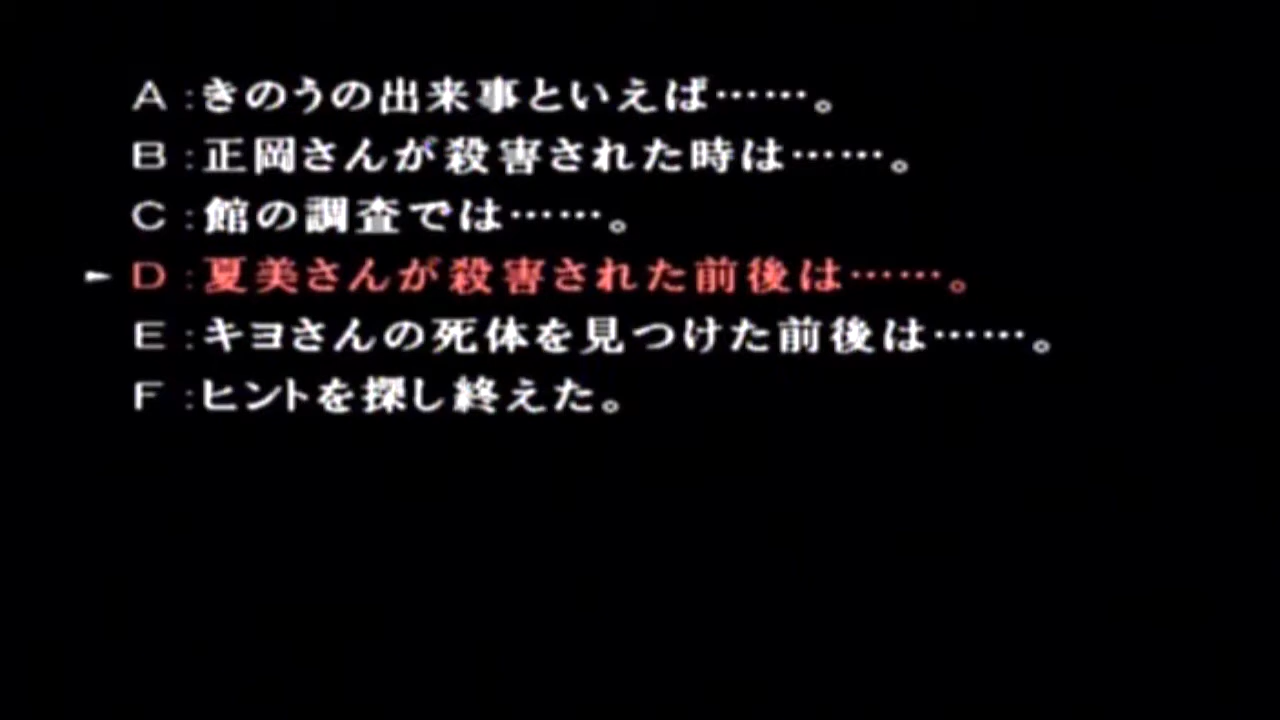 A:きのうの出来事といえば……。
B:正岡さんが殺害された時は……。
C:館の調査では……。
D:夏美さんが殺害された前後は……。
E:キヨさんの死体を見つけた前後は……。
F:ヒントを探し終えた。